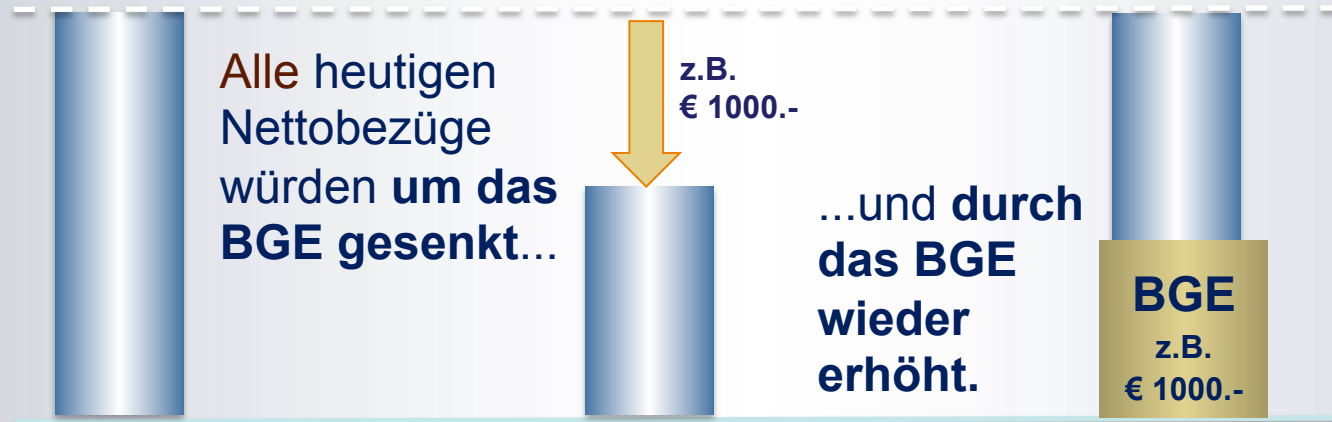 Alle heutigen
Nettobezüge
würden um das
BGE gesenkt...
z.B.
€ 1000.-
...und durch
das BGE
wieder
erhöht.
BGE
z.B.
€ 1000.-